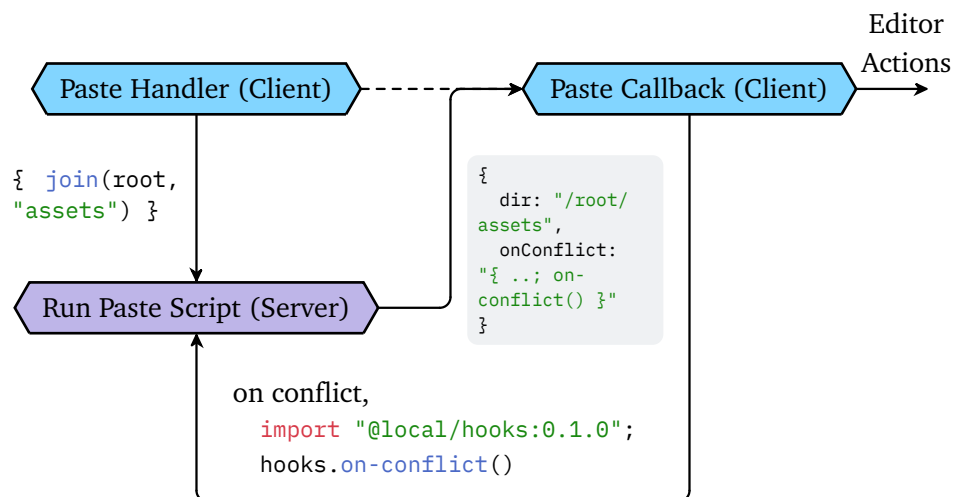 Editor
Actions
Paste Handler (Client)
Paste Callback (Client)
{ join(root,
"assets") }
{
  dir: "/root/
assets",
  onConflict:
"{ ..; on-
conflict() }"
}
Run Paste Script (Server)
on conflict,
import "@local/hooks:0.1.0";
hooks.on-conflict()